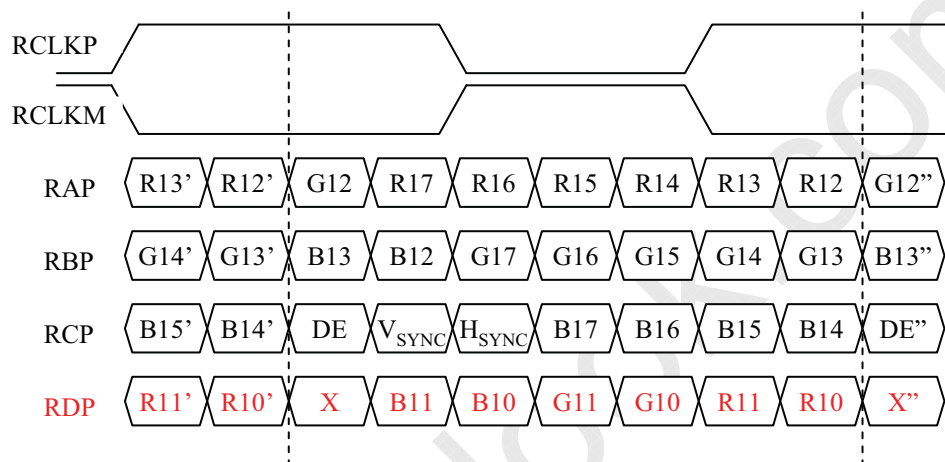 RCLKP
RCLKM
RAP R13’ R12’ G12 R17 R16 R15 R14 R13 R12 G12”
RBP G14’ G13’ B13 B12 G17 G16 G15 G14 G13 B13”
RCP B15’ B14’ DE VSYNC HSYNC B17 B16 B15 B14 DE”
RDP R11’ R10’ X B11 B10 G11 G10 R11 R10 X”